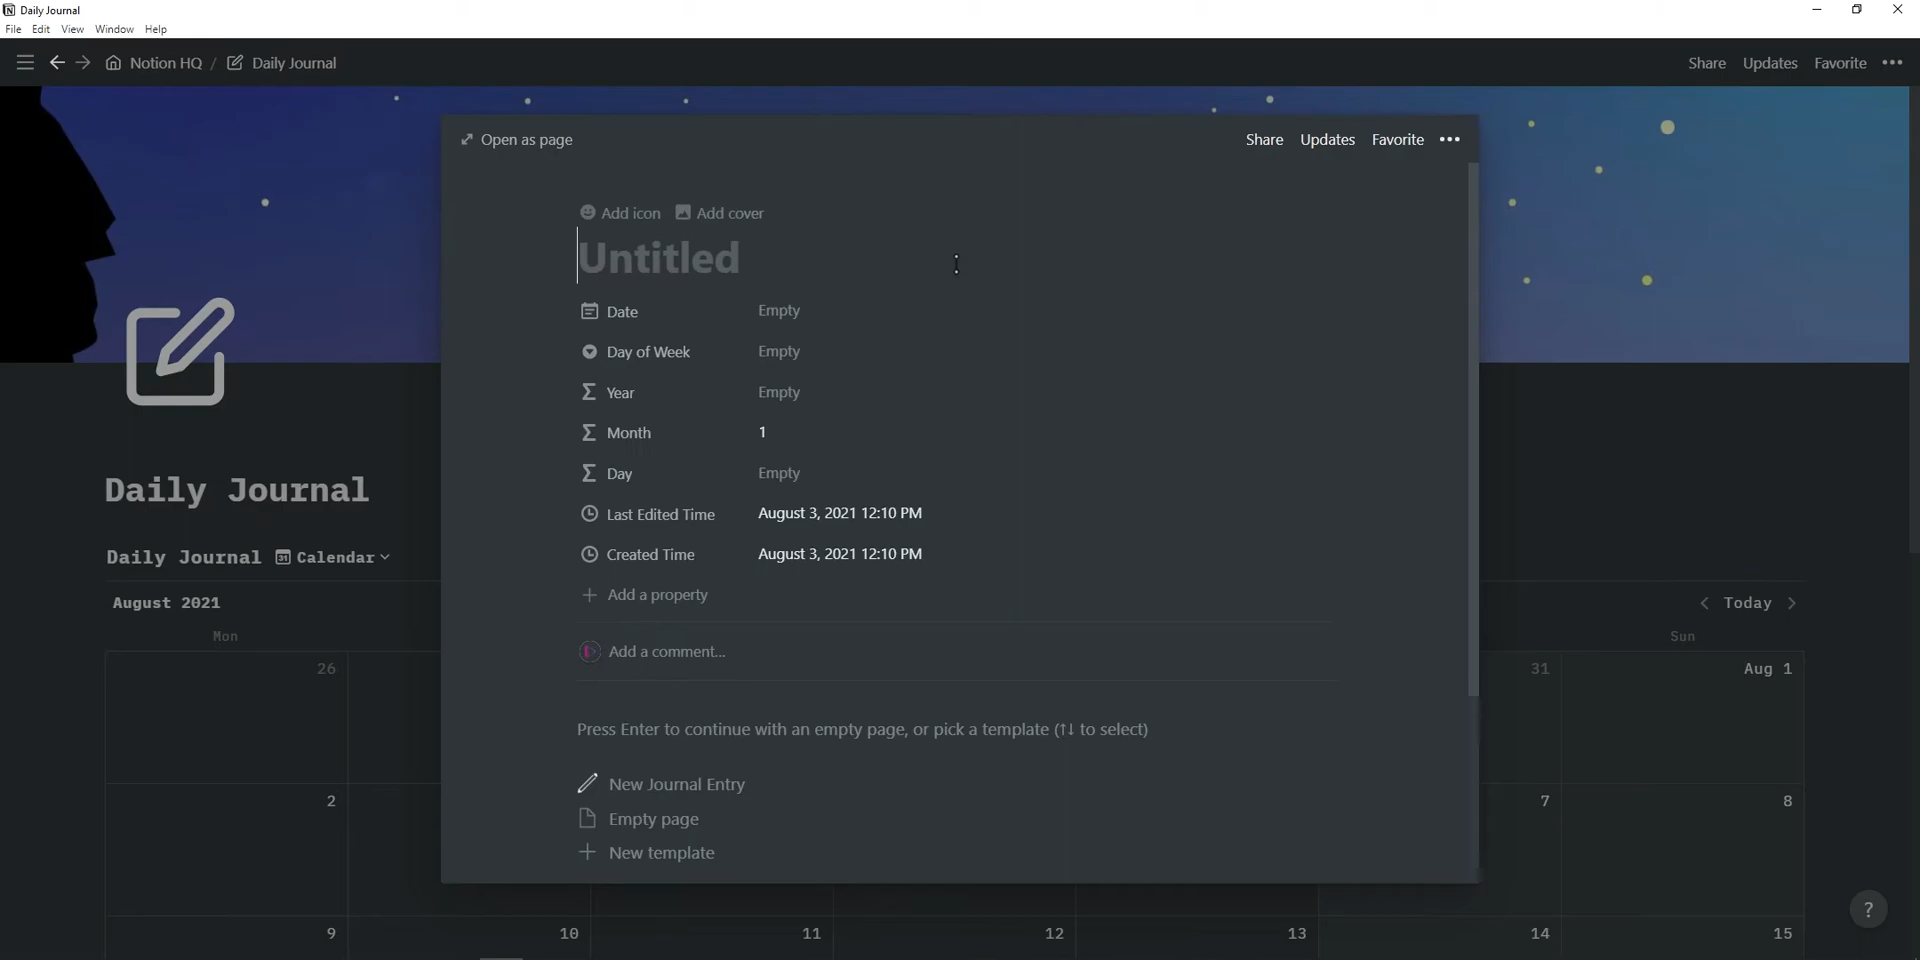 Daily Journal
File Edit View Window Help
Notion HQ / Daily Journal
Share Updates Favorite •••
Open as page
Share Updates Favorite •••
Add icon Add cover
Untitled
Date Empty
Day of Week Empty
Σ Year Empty
Σ Month 1
Σ Day Empty
Last Edited Time August 3, 2021 12:10 PM
Created Time August 3, 2021 12:10 PM
+ Add a property
Add a comment...
Press Enter to continue with an empty page, or pick a template (↑↓ to select)
New Journal Entry
Empty page
+ New template
Daily Journal
Daily Journal 31 Calendar
August 2021
< Today >
Mon Sun
26 31 Aug 1
2 7 8
9 10 11 12 13 14 15
?